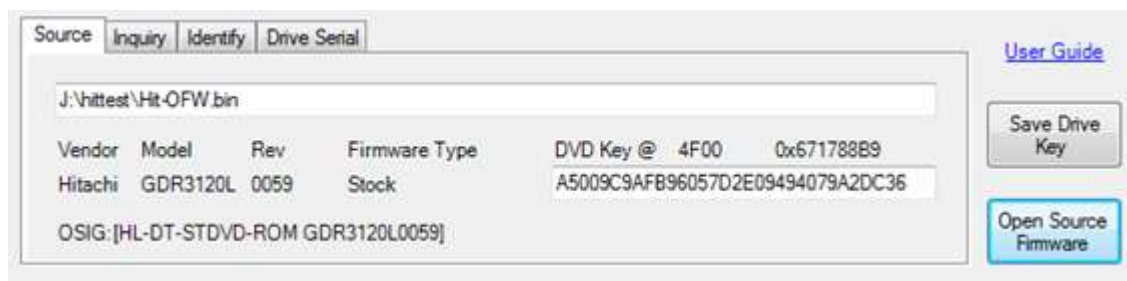 Source Inquiry Identify Drive Serial
User Guide
J:\hittest\Hit-OFW.bin
Save Drive
Key
Vendor Model Rev Firmware Type DVD Key @ 4F00 0x671788B9
Hitachi GDR3120L 0059 Stock A5009C9AFB96057D2E09494079A2DC36
Open Source
Firmware
OSIG:[HL-DT-STDVD-ROM GDR3120L0059]